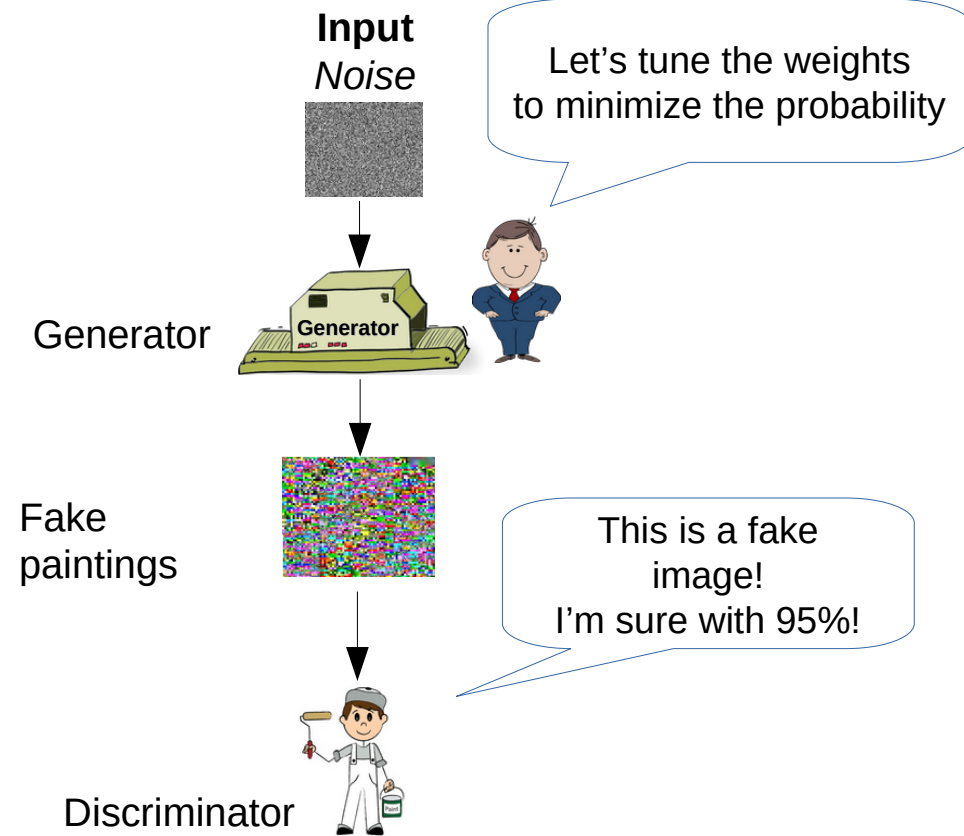 Input
Noise
Let's tune the weights
to minimize the probability
Generator
Generator
Fake
paintings
This is a fake
image!
I'm sure with 95%!
Discriminator
Paint